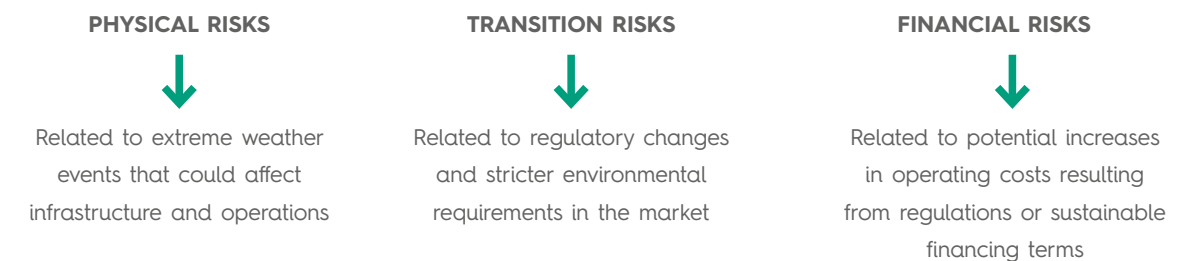 PHYSICAL RISKS
Related to extreme weather
events that could affect
infrastructure and operations
TRANSITION RISKS
Related to regulatory changes
and stricter environmental
requirements in the market
FINANCIAL RISKS
Related to potential increases
in operating costs resulting
from regulations or sustainable
financing terms